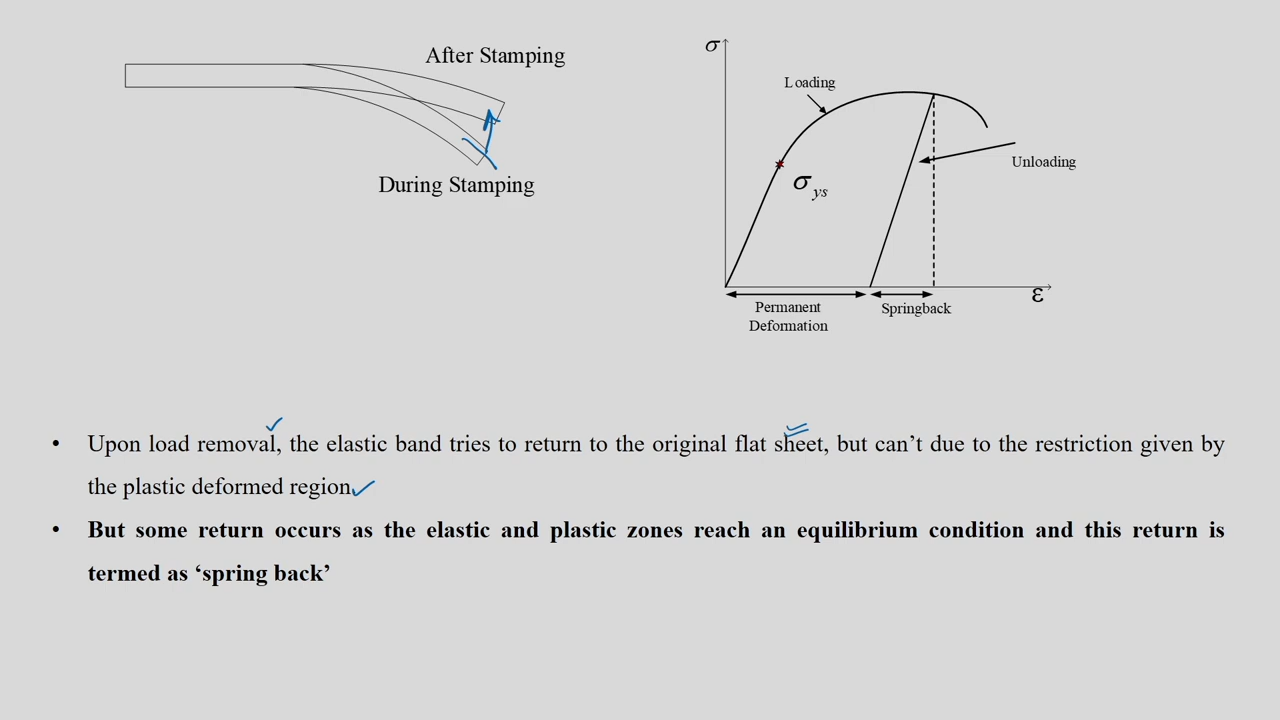 After Stamping
During Stamping
σ
Loading
σ ys
Unloading
ε
Permanent
Deformation
Springback
• Upon load removal, the elastic band tries to return to the original flat sheet, but can’t due to the restriction given by
the plastic deformed region
• But some return occurs as the elastic and plastic zones reach an equilibrium condition and this return is
termed as ‘spring back’